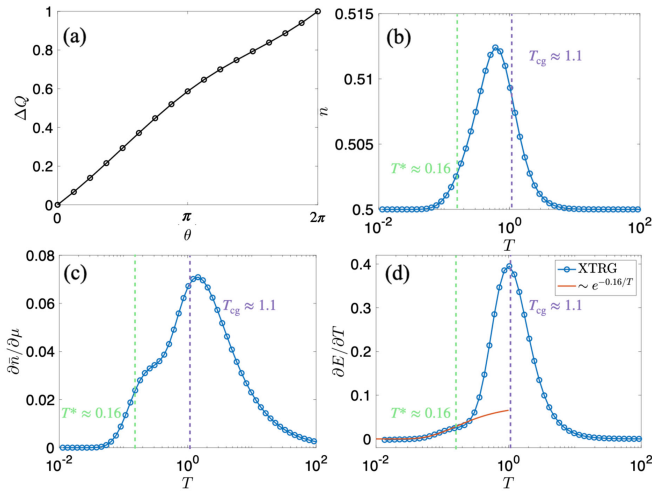 (a)
1
0.8
0.6
0.4
0.2
0
ΔQ
0
π
2π
θ
(b)
0.515
0.51
0.505
0.5
n
T_cg ≈ 1.1
T* ≈ 0.16
10^-2
10^0
10^2
T
(c)
0.08
0.06
0.04
0.02
0
∂n̄/∂μ
T_cg ≈ 1.1
T* ≈ 0.16
10^-2
10^0
10^2
T
(d)
0.4
0.3
0.2
0.1
0
∂E/∂T
XTRG
~ e^-0.16/T
T_cg ≈ 1.1
T* ≈ 0.16
10^-2
10^0
10^2
T